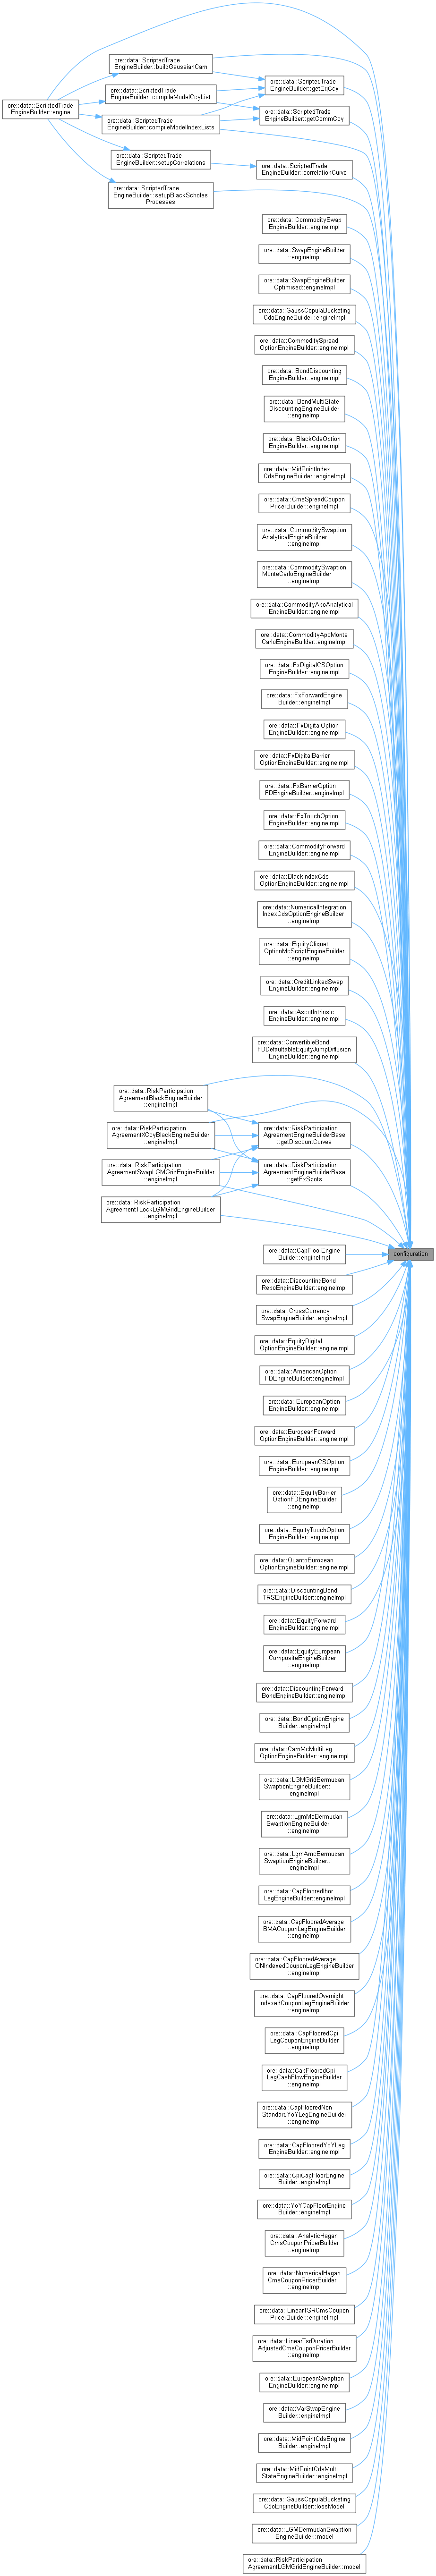 ore::data::ScriptedTrade
EngineBuilder::engine
ore::data::ScriptedTrade
EngineBuilder::buildGaussianCam
ore::data::ScriptedTrade
EngineBuilder::compileModelCcyList
ore::data::ScriptedTrade
EngineBuilder::compileModelIndexLists
ore::data::ScriptedTrade
EngineBuilder::setupCorrelations
ore::data::ScriptedTrade
EngineBuilder::setupBlackScholes
Processes
ore::data::ScriptedTrade
EngineBuilder::getEqCcy
ore::data::ScriptedTrade
EngineBuilder::getCommCcy
ore::data::ScriptedTrade
EngineBuilder::correlationCurve
ore::data::CommoditySwap
EngineBuilder::engineImpl
ore::data::SwapEngineBuilder
::engineImpl
ore::data::SwapEngineBuilder
Optimised::engineImpl
ore::data::GaussCopulaBucketing
CdoEngineBuilder::engineImpl
ore::data::CommoditySpread
OptionEngineBuilder::engineImpl
ore::data::BondDiscounting
EngineBuilder::engineImpl
ore::data::BondMultiState
DiscountingEngineBuilder
::engineImpl
ore::data::BlackCdsOption
EngineBuilder::engineImpl
ore::data::MidPointIndex
CdsEngineBuilder::engineImpl
ore::data::CmsSpreadCoupon
PricerBuilder::engineImpl
ore::data::CommoditySwaption
AnalyticalEngineBuilder
::engineImpl
ore::data::CommoditySwaption
MonteCarloEngineBuilder
::engineImpl
ore::data::CommodityApoAnalytical
EngineBuilder::engineImpl
ore::data::CommodityApoMonte
CarloEngineBuilder::engineImpl
ore::data::FxDigitalCSOption
EngineBuilder::engineImpl
ore::data::FxForwardEngine
Builder::engineImpl
ore::data::FxDigitalOption
EngineBuilder::engineImpl
ore::data::FxDigitalBarrier
OptionEngineBuilder::engineImpl
ore::data::FxBarrierOption
FDEngineBuilder::engineImpl
ore::data::FxTouchOption
EngineBuilder::engineImpl
ore::data::CommodityForward
EngineBuilder::engineImpl
ore::data::BlackIndexCds
OptionEngineBuilder::engineImpl
ore::data::NumericalIntegration
IndexCdsOptionEngineBuilder
::engineImpl
ore::data::EquityCliquet
OptionMcScriptEngineBuilder
::engineImpl
ore::data::CreditLinkedSwap
EngineBuilder::engineImpl
ore::data::AscotIntrinsic
EngineBuilder::engineImpl
ore::data::ConvertibleBond
FDDefaultableEquityJumpDiffusion
EngineBuilder::engineImpl
ore::data::RiskParticipation
AgreementBlackEngineBuilder
::engineImpl
ore::data::RiskParticipation
AgreementXCcyBlackEngineBuilder
::engineImpl
ore::data::RiskParticipation
AgreementSwapLGMGridEngineBuilder
::engineImpl
ore::data::RiskParticipation
AgreementTLockLGMGridEngineBuilder
::engineImpl
ore::data::RiskParticipation
AgreementEngineBuilderBase
::getDiscountCurves
ore::data::RiskParticipation
AgreementEngineBuilderBase
::getFxSpots
configuration
ore::data::CapFloorEngine
Builder::engineImpl
ore::data::DiscountingBond
RepoEngineBuilder::engineImpl
ore::data::CrossCurrency
SwapEngineBuilder::engineImpl
ore::data::EquityDigital
OptionEngineBuilder::engineImpl
ore::data::AmericanOption
FDEngineBuilder::engineImpl
ore::data::EuropeanOption
EngineBuilder::engineImpl
ore::data::EuropeanForward
OptionEngineBuilder::engineImpl
ore::data::EuropeanCSOption
EngineBuilder::engineImpl
ore::data::EquityBarrier
OptionFDEngineBuilder
::engineImpl
ore::data::EquityTouchOption
EngineBuilder::engineImpl
ore::data::QuantoEuropean
OptionEngineBuilder::engineImpl
ore::data::DiscountingBond
TRSEngineBuilder::engineImpl
ore::data::EquityForward
EngineBuilder::engineImpl
ore::data::EquityEuropean
CompositeEngineBuilder
::engineImpl
ore::data::DiscountingForward
BondEngineBuilder::engineImpl
ore::data::BondOptionEngine
Builder::engineImpl
ore::data::CamMcMultiLeg
OptionEngineBuilder::engineImpl
ore::data::LGMGridBermudan
SwaptionEngineBuilder::
engineImpl
ore::data::LgmMcBermudan
SwaptionEngineBuilder
::engineImpl
ore::data::LgmAmcBermudan
SwaptionEngineBuilder::
engineImpl
ore::data::CapFlooredIbor
LegEngineBuilder::engineImpl
ore::data::CapFlooredAverage
BMACouponLegEngineBuilder
::engineImpl
ore::data::CapFlooredAverage
ONIndexedCouponLegEngineBuilder
::engineImpl
ore::data::CapFlooredOvernight
IndexedCouponLegEngineBuilder
::engineImpl
ore::data::CapFlooredCpi
LegCouponEngineBuilder
::engineImpl
ore::data::CapFlooredCpi
LegCashFlowEngineBuilder
::engineImpl
ore::data::CapFlooredNon
StandardYoYLegEngineBuilder
::engineImpl
ore::data::CapFlooredYoYLeg
EngineBuilder::engineImpl
ore::data::CpiCapFloorEngine
Builder::engineImpl
ore::data::YoYCapFloorEngine
Builder::engineImpl
ore::data::AnalyticHagan
CmsCouponPricerBuilder
::engineImpl
ore::data::NumericalHagan
CmsCouponPricerBuilder
::engineImpl
ore::data::LinearTSRCmsCoupon
PricerBuilder::engineImpl
ore::data::LinearTsrDuration
AdjustedCmsCouponPricerBuilder
::engineImpl
ore::data::EuropeanSwaption
EngineBuilder::engineImpl
ore::data::VarSwapEngine
Builder::engineImpl
ore::data::MidPointCdsEngine
Builder::engineImpl
ore::data::MidPointCdsMulti
StateEngineBuilder::engineImpl
ore::data::GaussCopulaBucketing
CdoEngineBuilder::lossModel
ore::data::LGMBermudanSwaption
EngineBuilder::model
ore::data::RiskParticipation
AgreementLGMGridEngineBuilder::model